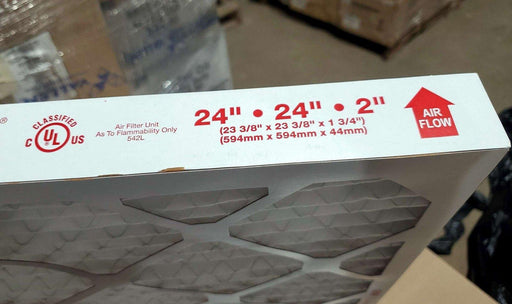 ®
CLASSIFIED
C UL US
Air Filter Unit
As To Flammability Only
542L
24" • 24" • 2"
(23 3/8" x 23 3/8" x 1 3/4")
(594mm x 594mm x 44mm)
AIR
FLOW